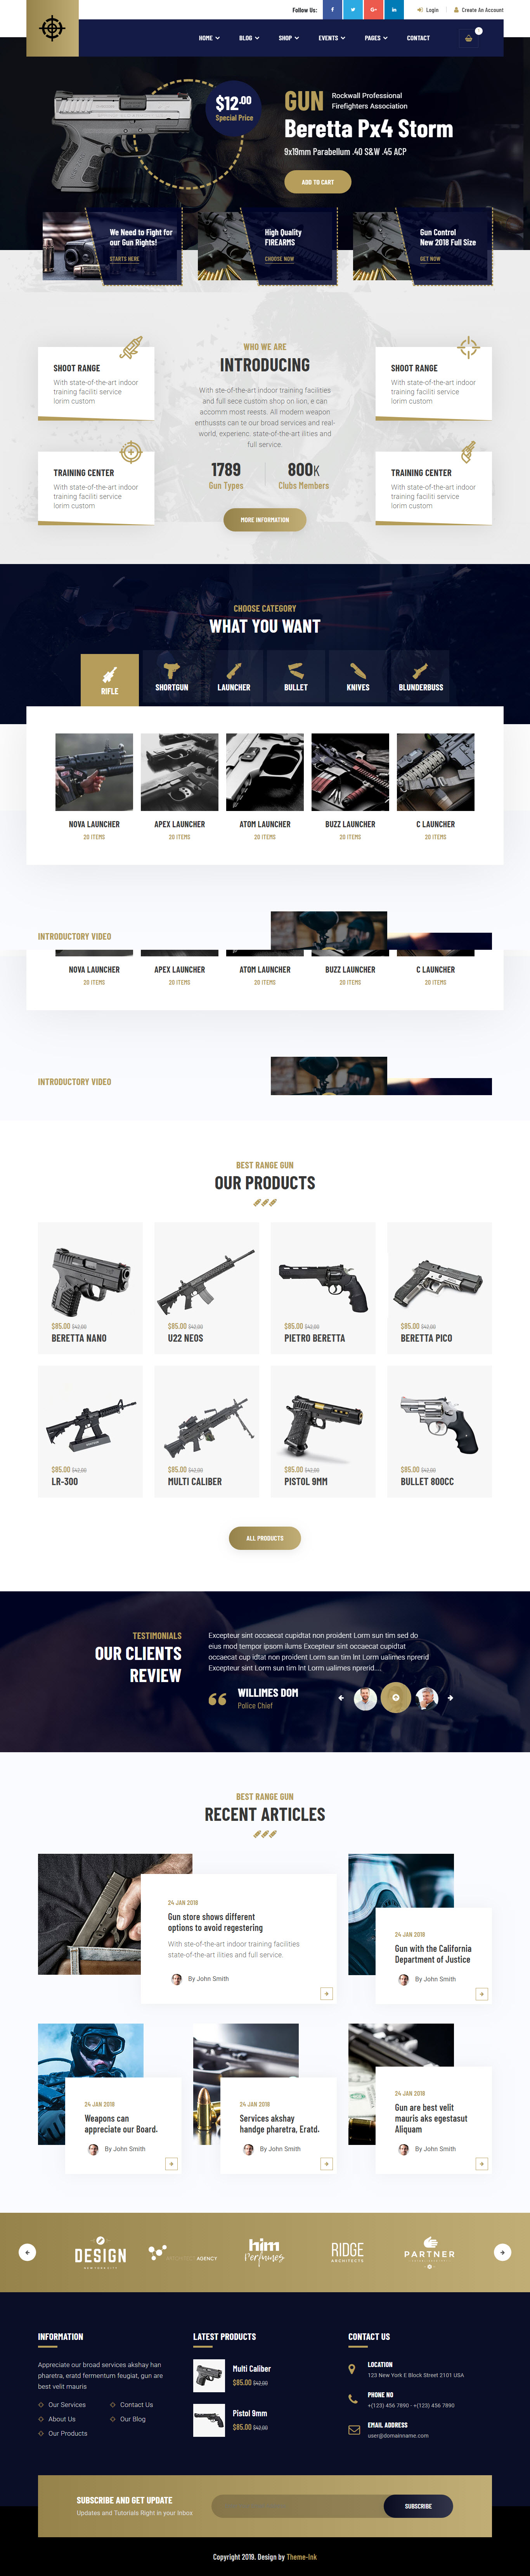 Follow Us:
Login
Create An Account
HOME
BLOG
SHOP
EVENTS
PAGES
CONTACT
$12.00
Special Price
GUN
Rockwall Professional
Firefighters Association
Beretta Px4 Storm
9x19mm Parabellum .40 S&W .45 ACP
ADD TO CART
We Need to Fight for
our Gun Rights!
STARTS HERE
High Quality
FIREARMS
CHOOSE NOW
Gun Control
New 2018 Full Size
GET NOW
SHOOT RANGE
With state-of-the-art indoor
training faciliti service
lorim custom
TRAINING CENTER
With state-of-the-art indoor
training faciliti service
lorim custom
WHO WE ARE
INTRODUCING
With ste-of-the-art indoor training facilities
and full sece custom shop on lion, e can
accomm most reests. All modern weapon
enthusiasts can te our broad services and real-
world, experienc. state-of-the-art ilities and
full service.
1789
Gun Types
800K
Clubs Members
MORE INFORMATION
SHOOT RANGE
With state-of-the-art indoor
training faciliti service
lorim custom
TRAINING CENTER
With state-of-the-art indoor
training faciliti service
lorim custom
CHOOSE CATEGORY
WHAT YOU WANT
RIFLE
SHORTGUN
LAUNCHER
BULLET
KNIVES
BLUNDERBUSS
NOVA LAUNCHER
20 ITEMS
APEX LAUNCHER
20 ITEMS
ATOM LAUNCHER
20 ITEMS
BUZZ LAUNCHER
20 ITEMS
C LAUNCHER
20 ITEMS
INTRODUCTORY VIDEO
NOVA LAUNCHER
20 ITEMS
APEX LAUNCHER
20 ITEMS
ATOM LAUNCHER
20 ITEMS
BUZZ LAUNCHER
20 ITEMS
C LAUNCHER
20 ITEMS
INTRODUCTORY VIDEO
BEST RANGE GUN
OUR PRODUCTS
$85.00 $42.00
BERETTA NANO
$85.00 $42.00
U22 NEOS
$85.00 $42.00
PIETRO BERETTA
$85.00 $42.00
BERETTA PICO
$85.00 $42.00
LR-300
$85.00 $42.00
MULTI CALIBER
$85.00 $42.00
PISTOL 9MM
$85.00 $42.00
BULLET 800CC
ALL PRODUCTS
TESTIMONIALS
OUR CLIENTS
REVIEW
Excepteur sint occaecat cupidtat non proident Lorm sun tim sed do
eius mod tempor ipsom ilums Excepteur sint occaecat cupidtat
occaecat cup idtat non proident Lorm sun tim Int Lorm ualimes nprerid
Excepteur sint Lorm sun tim Int Lorm ualimes nprerid....
WILLIMES DOM
Police Chief
BEST RANGE GUN
RECENT ARTICLES
24 JAN 2018
Gun store shows different
options to avoid regestering
With ste-of-the-art indoor training facilities
state-of-the-art ilities and full service.
By John Smith
24 JAN 2018
Gun with the California
Department of Justice
By John Smith
24 JAN 2018
Weapons can
appreciate our Board.
By John Smith
24 JAN 2018
Services akshay
handge pharetra, Eratd.
By John Smith
24 JAN 2018
Gun are best velit
mauris aks egestasut
Aliquam
By John Smith
DESIGN
AGENCY
him
Perfumes
RIDGE
ARCHITECTS
PARTNER
INFORMATION
Appreciate our broad services akshay han
pharetra, eratd fermentum feugiat, gun are
best velit mauris
Our Services
Contact Us
About Us
Our Blog
Our Products
LATEST PRODUCTS
Multi Caliber
$85.00 $42.00
Pistol 9mm
$85.00 $42.00
CONTACT US
LOCATION
123 New York E Block Street 2101 USA
PHONE NO
+(123) 456 7890 - +(123) 456 7890
EMAIL ADDRESS
user@domainname.com
SUBSCRIBE AND GET UPDATE
Updates and Tutorials Right in your Inbox
SUBSCRIBE
Copyright 2019. Design by Theme-Ink